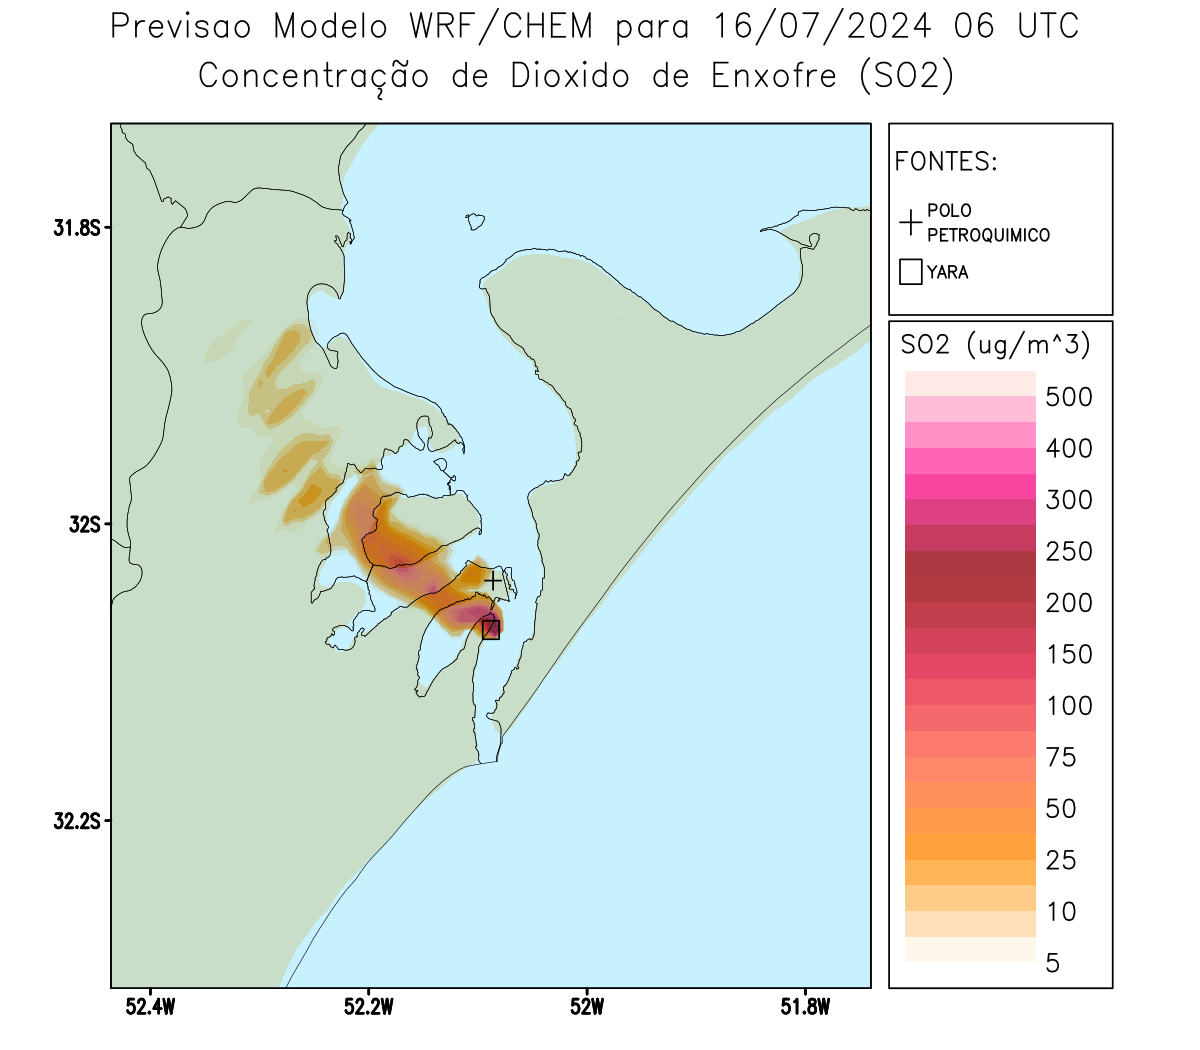 Previsao Modelo WRF/CHEM para 16/07/2024 06 UTC
Concentração de Dioxido de Enxofre (SO2)
FONTES:
POLO
PETROQUIMICO
YARA
31.8S
32S
32.2S
52.4W
52.2W
52W
51.8W
SO2 (ug/m^3)
500
400
300
250
200
150
100
75
50
25
10
5